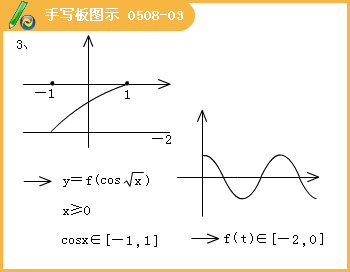 手写板图示 0508-03
3、
-1 1
-2
y=f(cos√x)
x≥0
cosx∈[-1,1]
f(t)∈[-2,0]